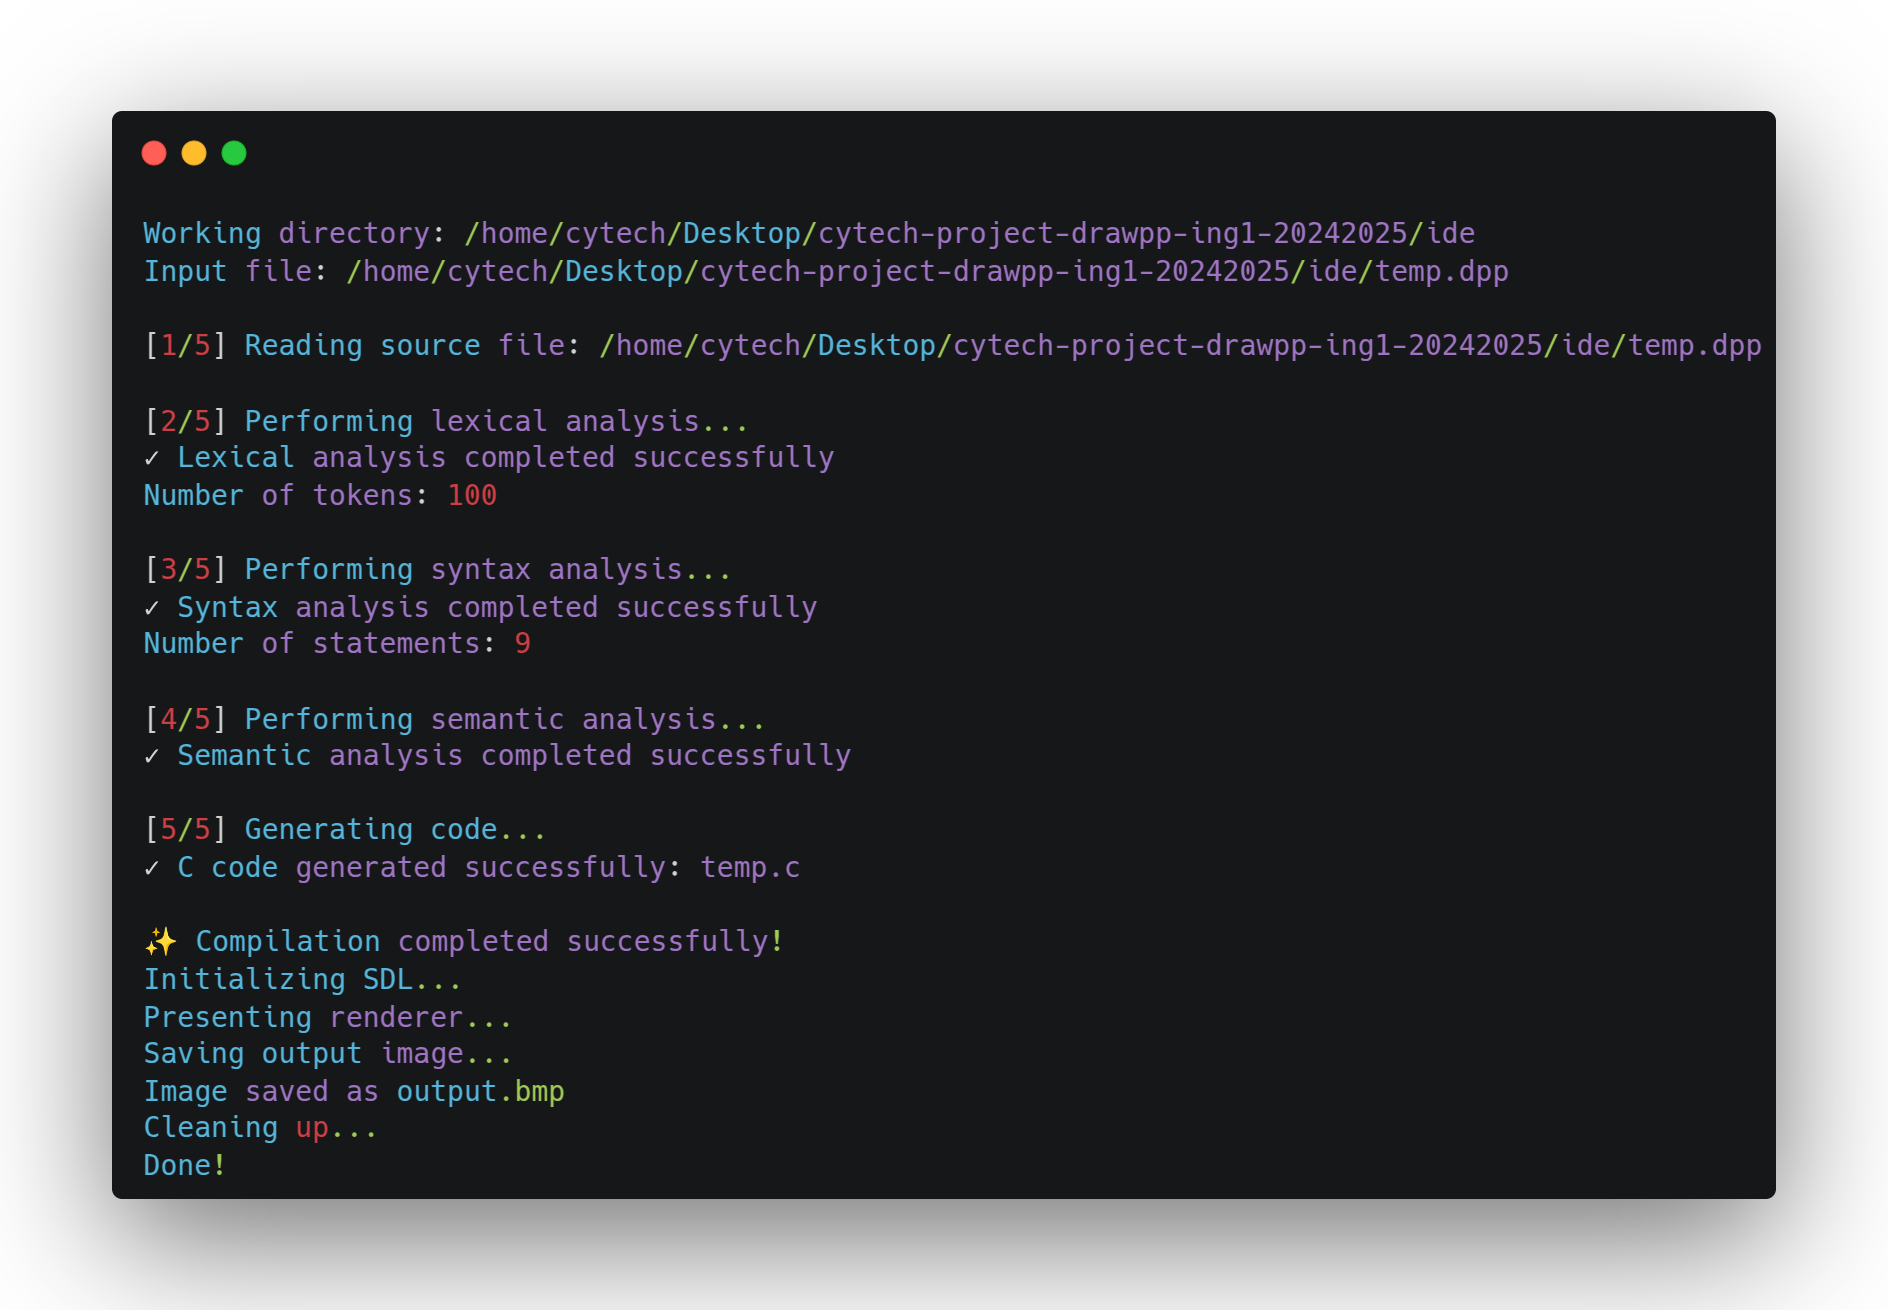 Working directory: /home/cytech/Desktop/cytech-project-drawpp-ing1-20242025/ide
Input file: /home/cytech/Desktop/cytech-project-drawpp-ing1-20242025/ide/temp.dpp
[1/5] Reading source file: /home/cytech/Desktop/cytech-project-drawpp-ing1-20242025/ide/temp.dpp
[2/5] Performing lexical analysis...
✓ Lexical analysis completed successfully
Number of tokens: 100
[3/5] Performing syntax analysis...
✓ Syntax analysis completed successfully
Number of statements: 9
[4/5] Performing semantic analysis...
✓ Semantic analysis completed successfully
[5/5] Generating code...
✓ C code generated successfully: temp.c
✨ Compilation completed successfully!
Initializing SDL...
Presenting renderer...
Saving output image...
Image saved as output.bmp
Cleaning up...
Done!